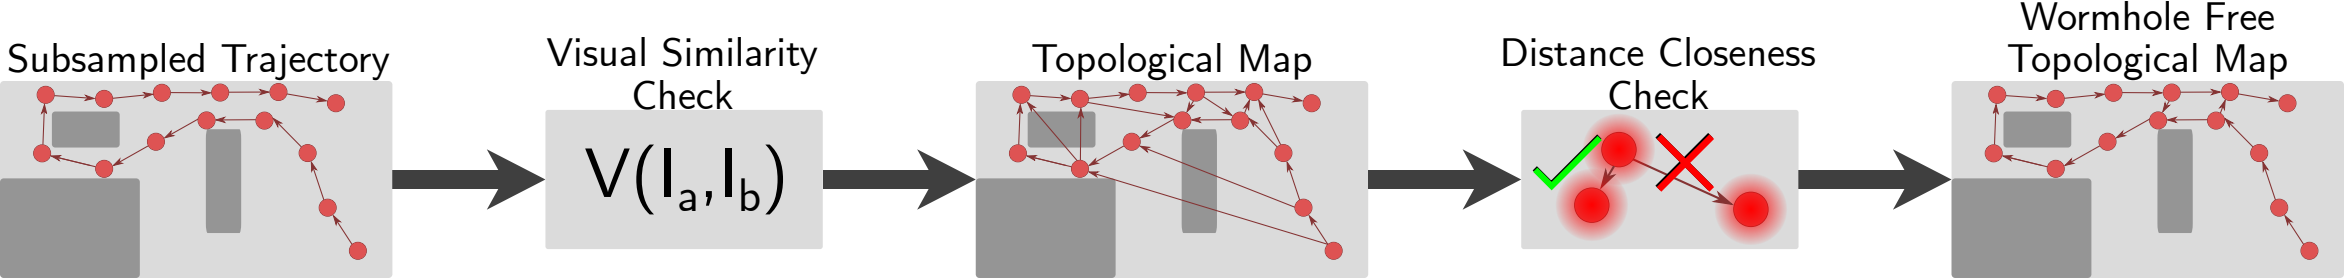 Subsampled Trajectory
Visual Similarity
Check
V(Ia,Ib)
Topological Map
Distance Closeness
Check
Wormhole Free
Topological Map